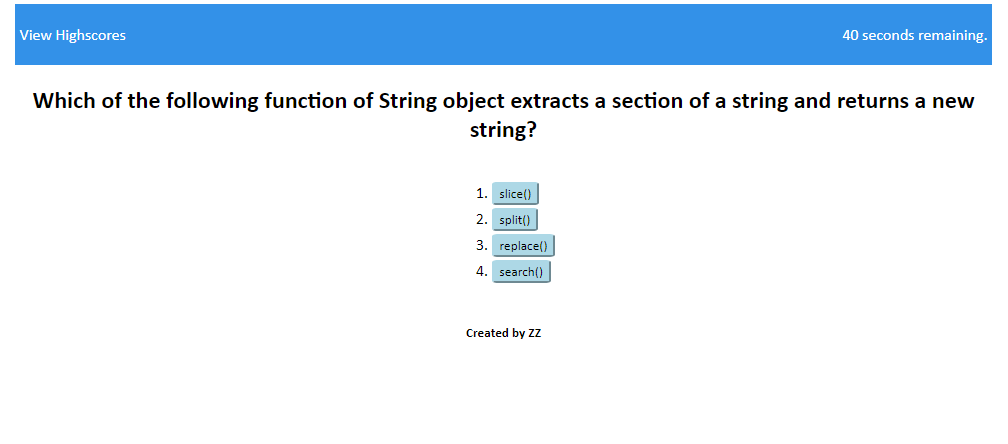 View Highscores
40 seconds remaining.
Which of the following function of String object extracts a section of a string and returns a new
string?
1. slice()
2. split()
3. replace()
4. search()
Created by ZZ